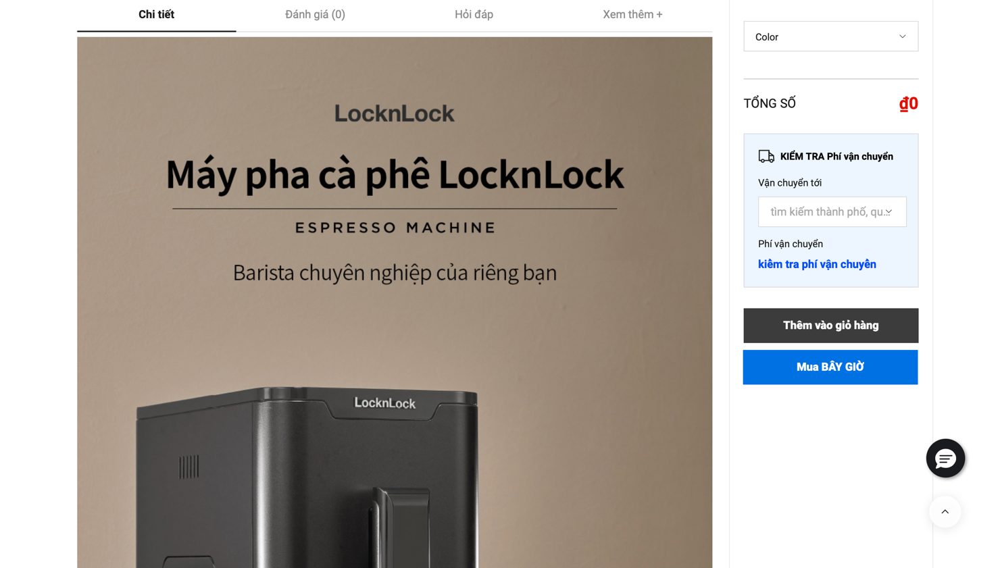 Chi tiết
Đánh giá (0)
Hỏi đáp
Xem thêm +
LocknLock
Máy pha cà phê LocknLock
ESPRESSO MACHINE
Barista chuyên nghiệp của riêng bạn
LocknLock
Color
TỔNG SỐ
₫0
KIỂM TRA Phí vận chuyển
Vận chuyển tới
tìm kiếm thành phố, qu...
Phí vận chuyển
kiểm tra phí vận chuyển
Thêm vào giỏ hàng
Mua BÂY GIỜ